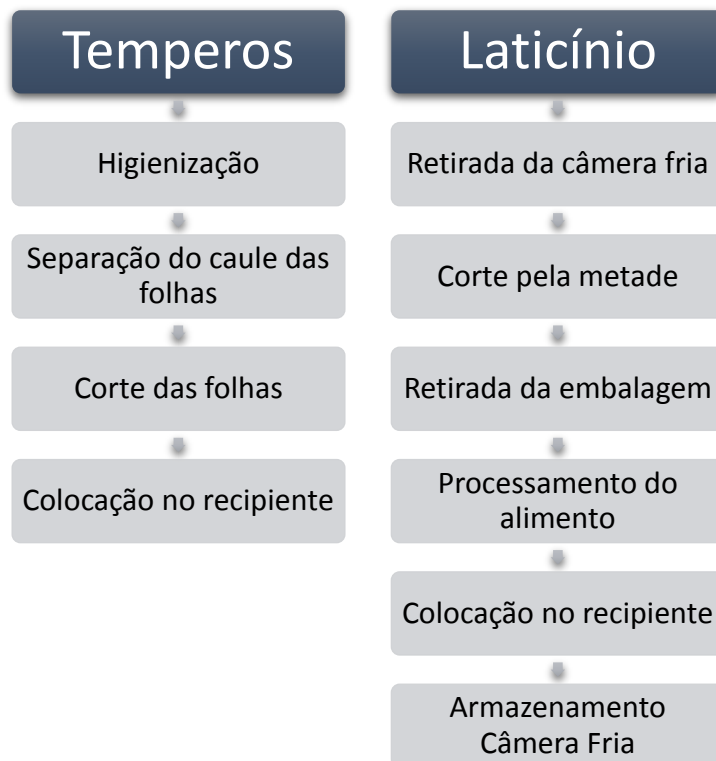 Temperos
Higienização
Separação do caule das
folhas
Corte das folhas
Colocação no recipiente
Laticínio
Retirada da câmera fria
Corte pela metade
Retirada da embalagem
Processamento do
alimento
Colocação no recipiente
Armazenamento
Câmera Fria